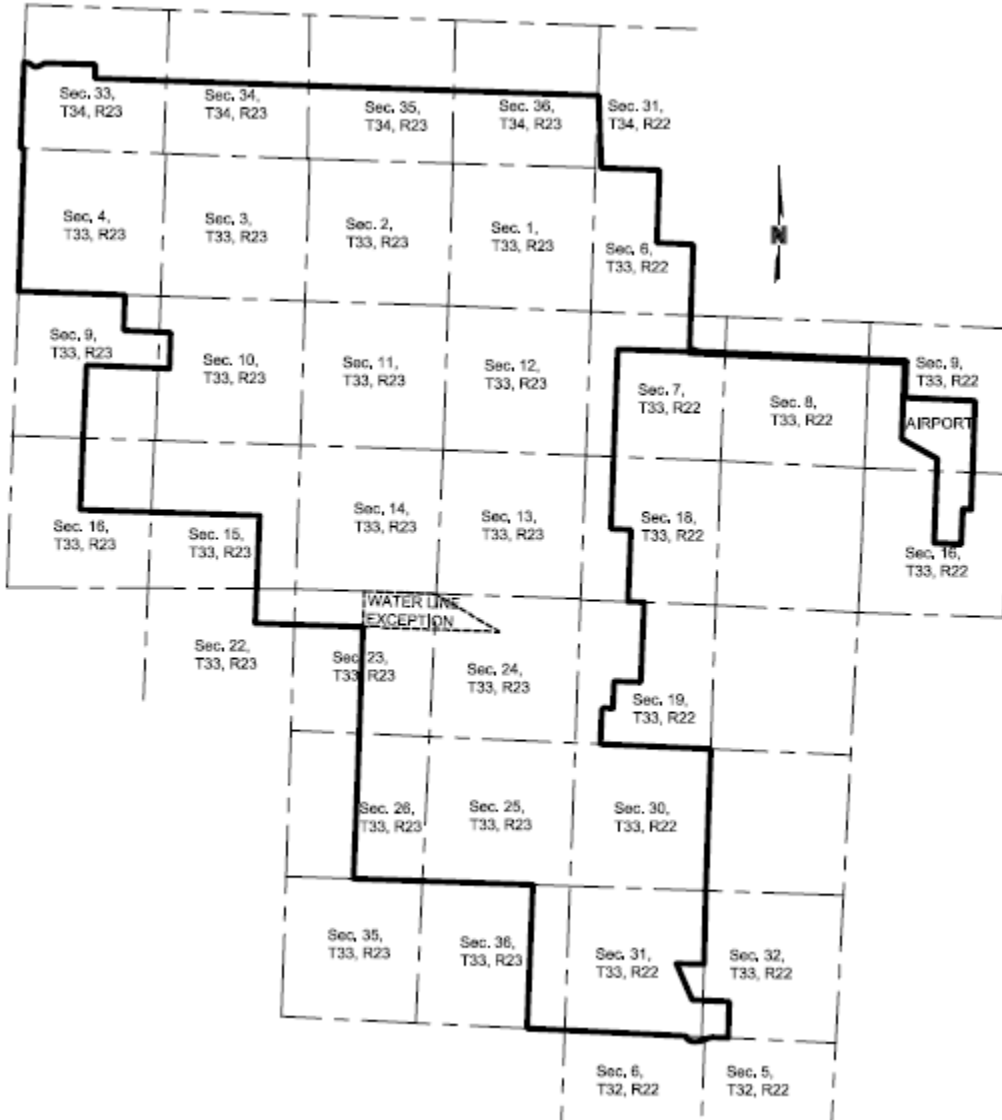 Sec. 33,
T34, R23
Sec. 34,
T34, R23
Sec. 35,
T34, R23
Sec. 36,
T34, R23
Sec. 31,
T34, R22
Sec. 4,
T33, R23
Sec. 3,
T33, R23
Sec. 2,
T33, R23
Sec. 1,
T33, R23
Sec. 6,
T33, R22
N
Sec. 9,
T33, R23
Sec. 10,
T33, R23
Sec. 11,
T33, R23
Sec. 12,
T33, R23
Sec. 7,
T33, R22
Sec. 8,
T33, R22
Sec. 9,
T33, R22
AIRPORT
Sec. 16,
T33, R23
Sec. 15,
T33, R23
Sec. 14,
T33, R23
Sec. 13,
T33, R23
Sec. 18,
T33, R22
Sec. 16,
T33, R22
WATER LINE
EXCEPTION
Sec. 22,
T33, R23
Sec. 23,
T33, R23
Sec. 24,
T33, R23
Sec. 19,
T33, R22
Sec. 26,
T33, R23
Sec. 25,
T33, R23
Sec. 30,
T33, R22
Sec. 35,
T33, R23
Sec. 36,
T33, R23
Sec. 31,
T33, R22
Sec. 32,
T33, R22
Sec. 6,
T32, R22
Sec. 5,
T32, R22